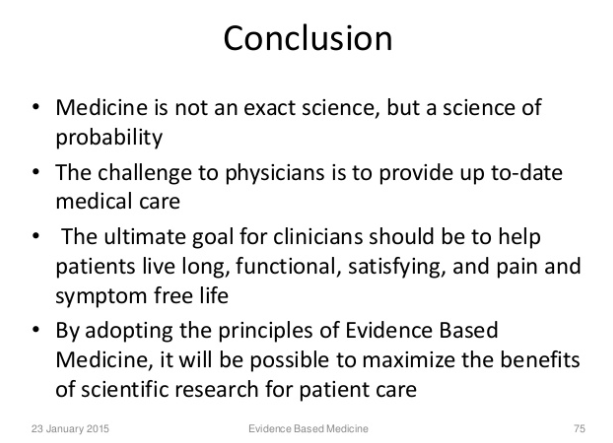 Conclusion
• Medicine is not an exact science, but a science of
probability
• The challenge to physicians is to provide up to-date
medical care
• The ultimate goal for clinicians should be to help
patients live long, functional, satisfying, and pain and
symptom free life
• By adopting the principles of Evidence Based
Medicine, it will be possible to maximize the benefits
of scientific research for patient care
23 January 2015 Evidence Based Medicine 75